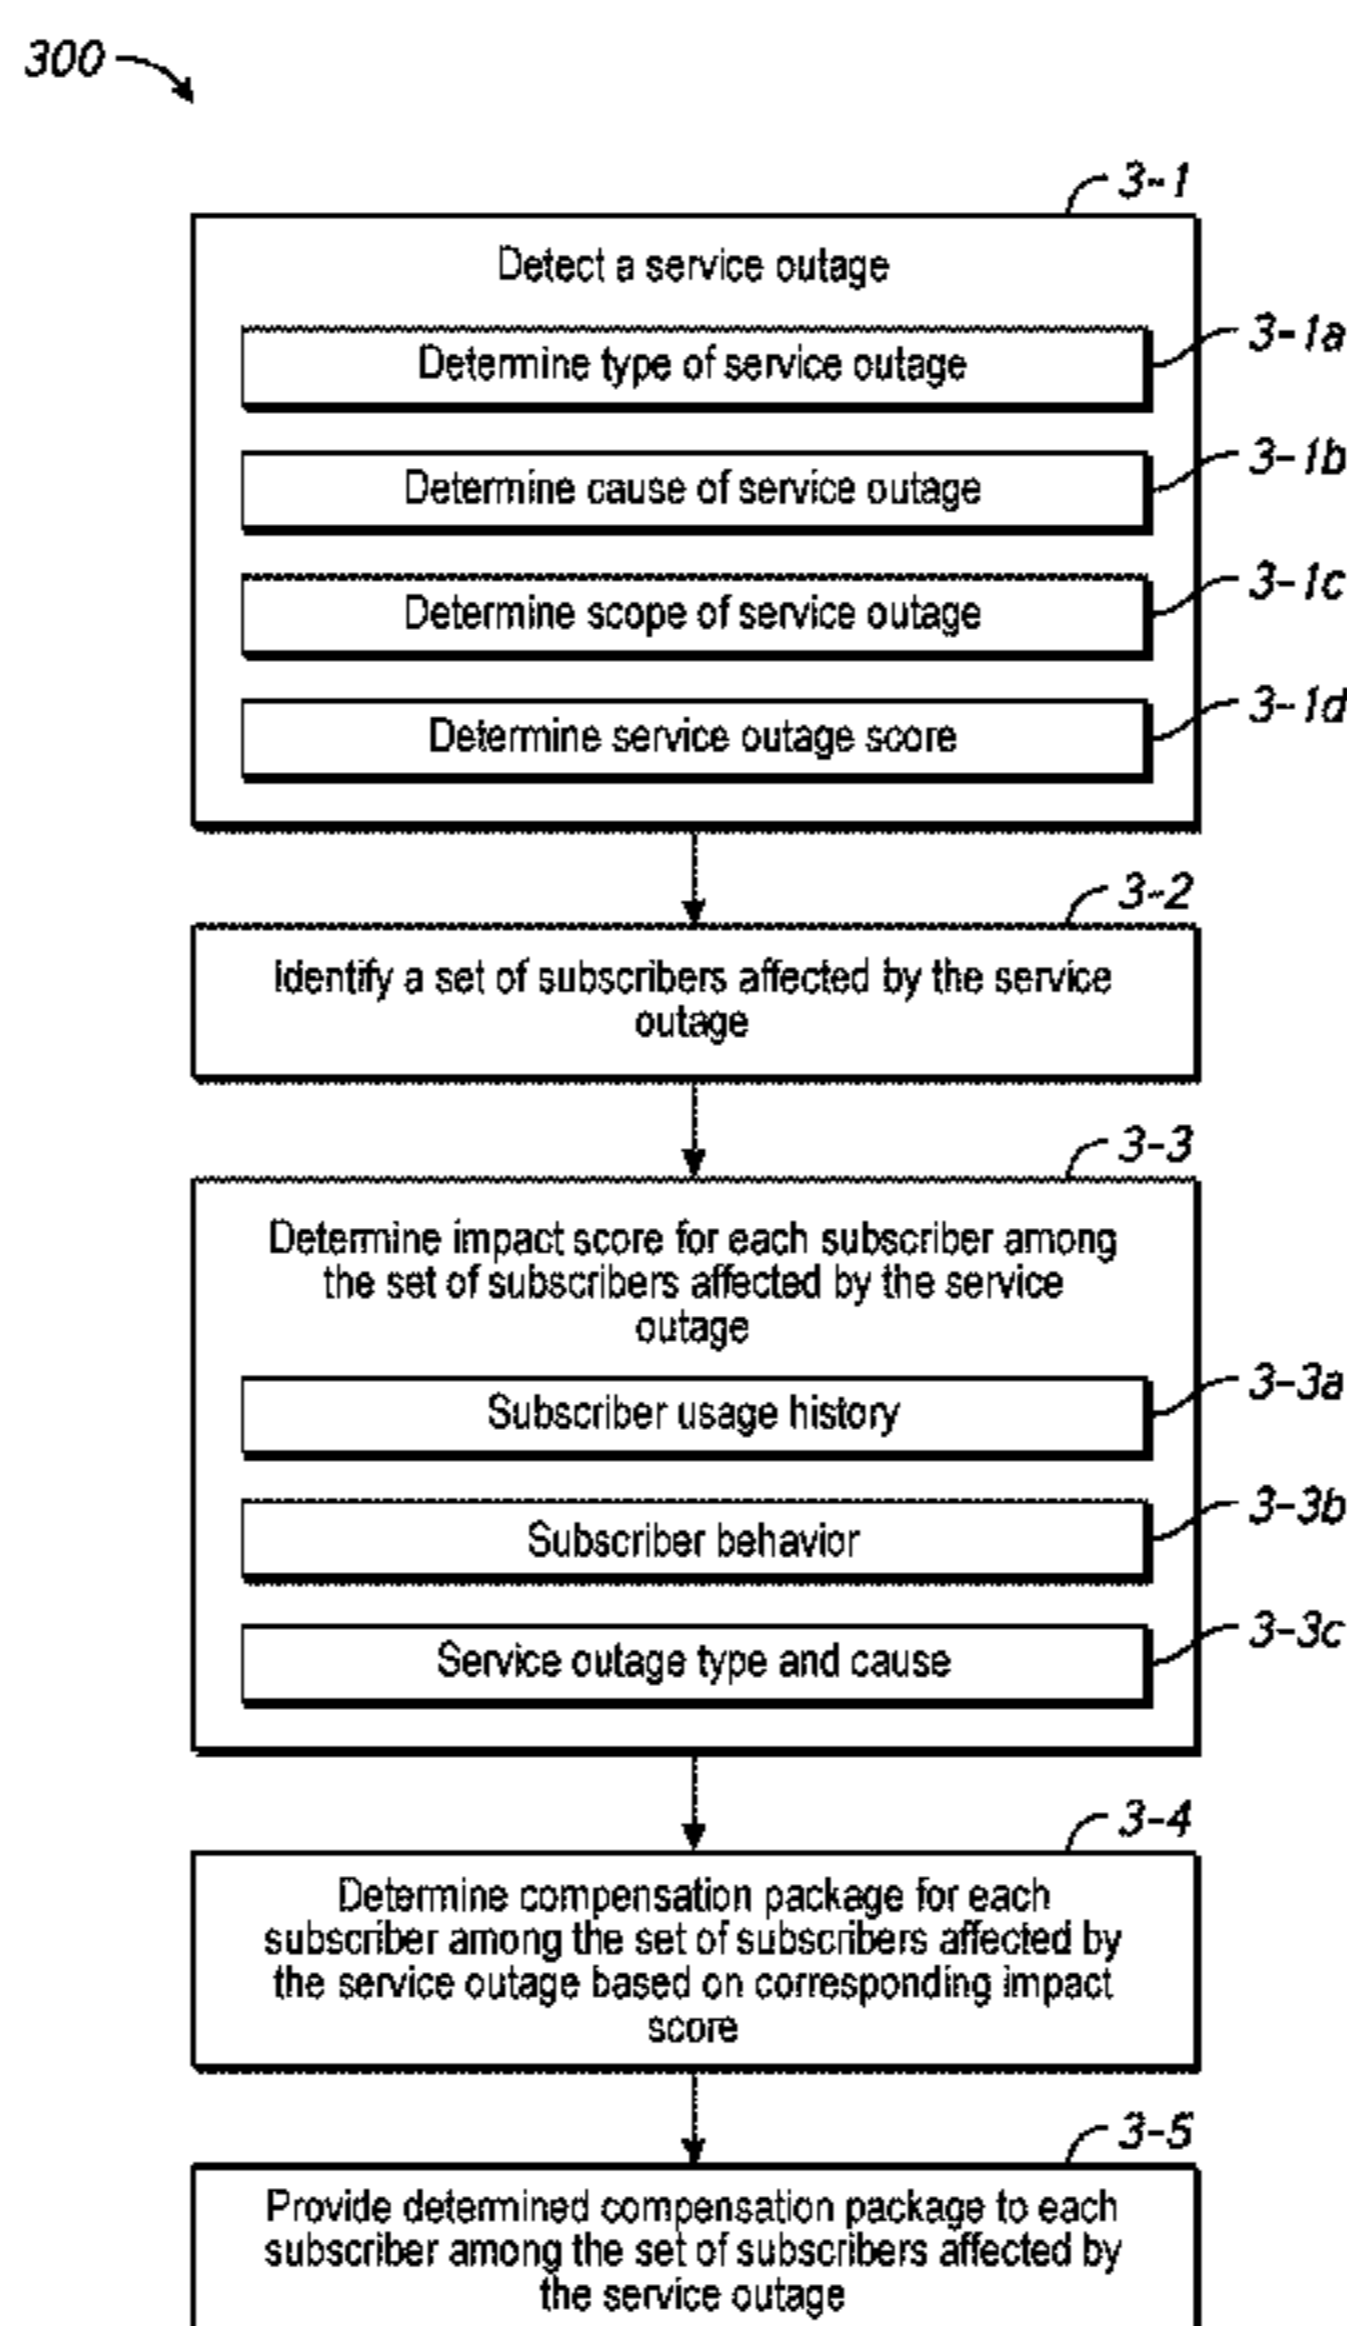 300
3-1
Detect a service outage
Determine type of service outage
3-1a
Determine cause of service outage
3-1b
Determine scope of service outage
3-1c
Determine service outage score
3-1d
3-2
Identify a set of subscribers affected by the service
outage
3-3
Determine impact score for each subscriber among
the set of subscribers affected by the service
outage
Subscriber usage history
3-3a
Subscriber behavior
3-3b
Service outage type and cause
3-3c
3-4
Determine compensation package for each
subscriber among the set of subscribers affected by
the service outage based on corresponding impact
score
3-5
Provide determined compensation package to each
subscriber among the set of subscribers affected by
the service outage